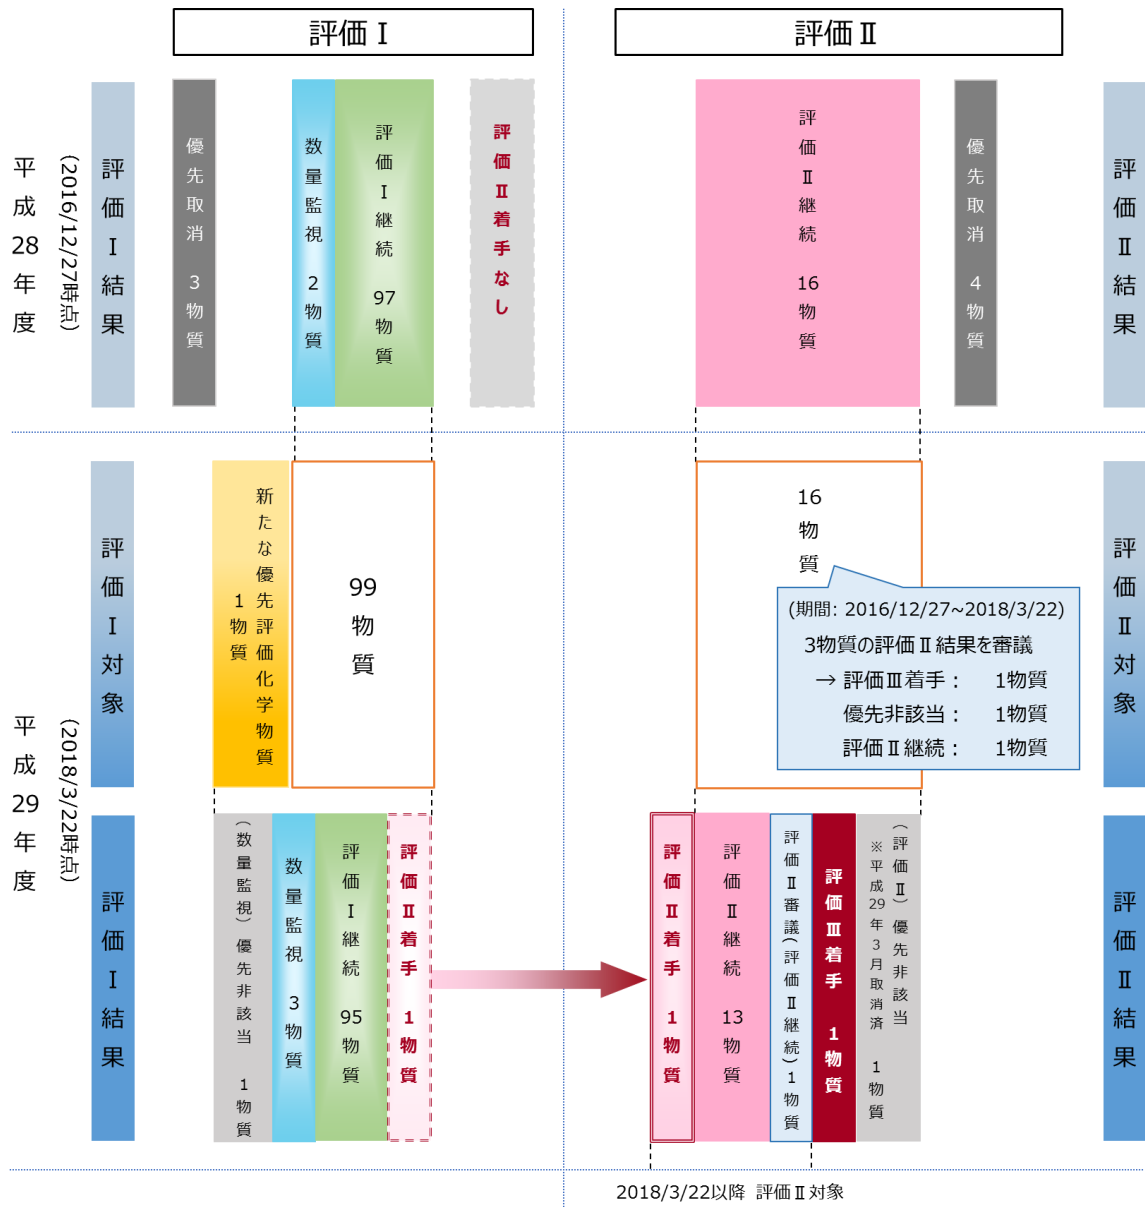 評価Ⅰ
評価Ⅱ
平成28年度
(2016/12/27時点)
評価Ⅰ結果
優先取消 3物質
数量監視 2物質
評価Ⅰ継続 97物質
評価Ⅱ着手なし
評価Ⅱ継続 16物質
優先取消 4物質
評価Ⅱ結果
平成29年度
(2018/3/22時点)
評価Ⅰ対象
新たな優先評価化学物質
1物質
99物質
16物質
(期間: 2016/12/27~2018/3/22)
3物質の評価Ⅱ結果を審議
→ 評価Ⅲ着手: 1物質
優先非該当: 1物質
評価Ⅱ継続: 1物質
評価Ⅱ対象
評価Ⅰ結果
(数量監視)優先非該当 1物質
数量監視 3物質
評価Ⅰ継続 95物質
評価Ⅱ着手 1物質
評価Ⅱ着手 1物質
評価Ⅱ継続 13物質
評価Ⅱ審議(評価Ⅱ継続)1物質
評価Ⅲ着手 1物質
(評価Ⅱ)優先非該当
※平成29年3月取消済 1物質
評価Ⅱ結果
2018/3/22以降 評価Ⅱ対象